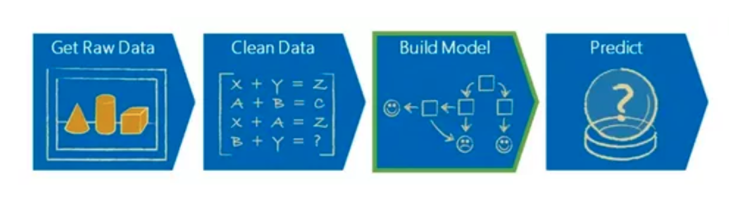 Get Raw Data
Clean Data
X + Y = Z
A + B = C
X + A = Z
B + Y = ?
Build Model
Predict
?